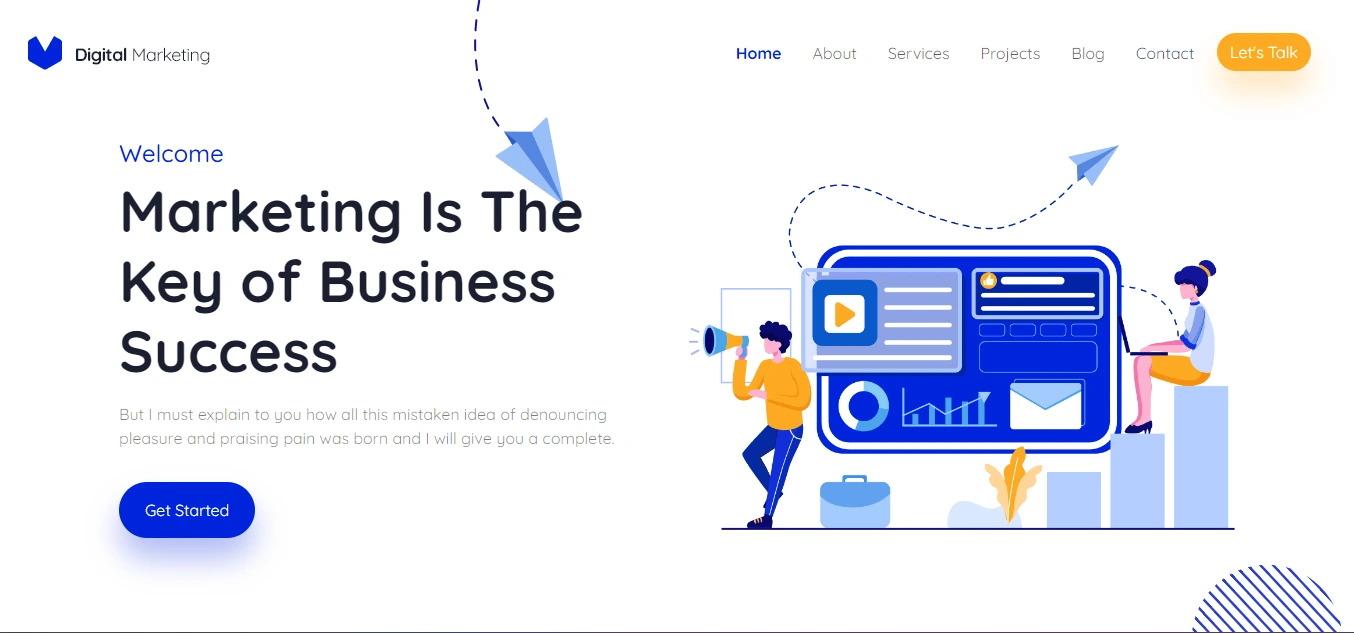 Digital Marketing
Home About Services Projects Blog Contact Let's Talk
Welcome
Marketing Is The
Key of Business
Success
But I must explain to you how all this mistaken idea of denouncing
pleasure and praising pain was born and I will give you a complete.
Get Started